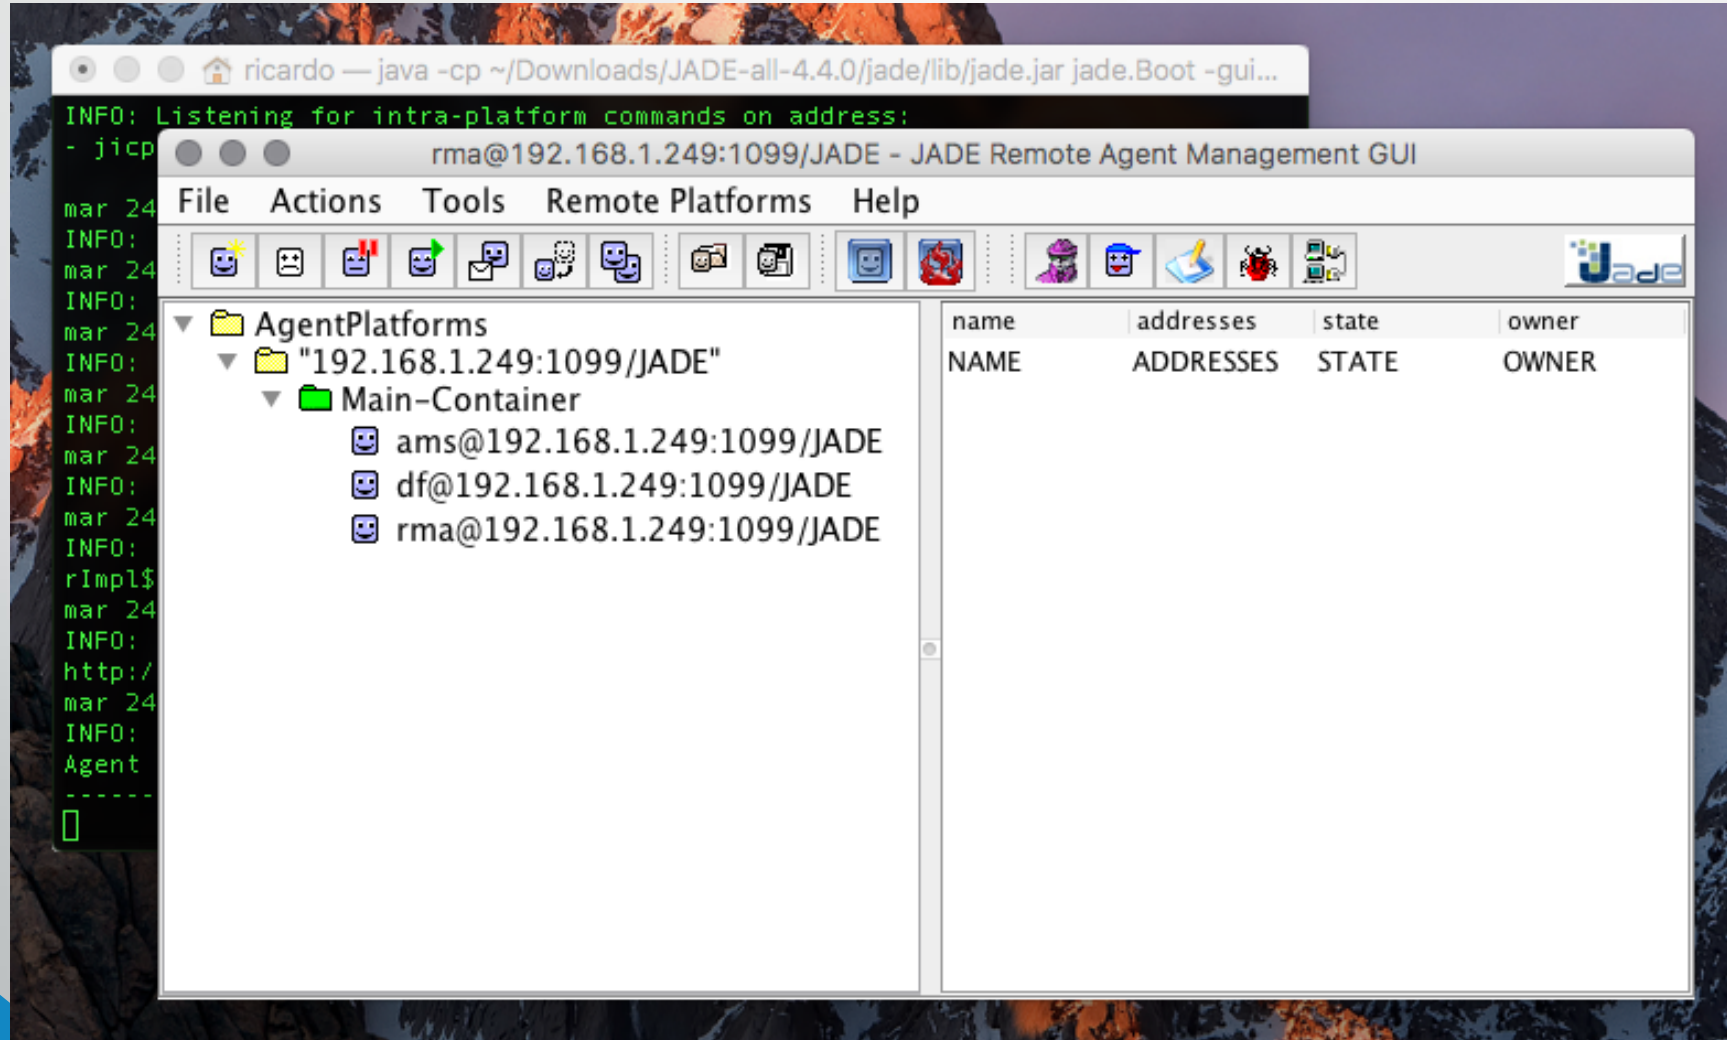 ricardo — java -cp ~/Downloads/JADE-all-4.4.0/jade/lib/jade.jar jade.Boot -gui...
INFO: Listening for intra-platform commands on address:
- jicp
mar 24
INFO:
mar 24
INFO:
mar 24
INFO:
mar 24
INFO:
mar 24
INFO:
mar 24
INFO:
rImpl$
mar 24
INFO:
http:/
mar 24
INFO:
Agent
------
rma@192.168.1.249:1099/JADE - JADE Remote Agent Management GUI
File Actions Tools Remote Platforms Help
Jade
AgentPlatforms
"192.168.1.249:1099/JADE"
Main-Container
ams@192.168.1.249:1099/JADE
df@192.168.1.249:1099/JADE
rma@192.168.1.249:1099/JADE
name addresses state owner
NAME ADDRESSES STATE OWNER